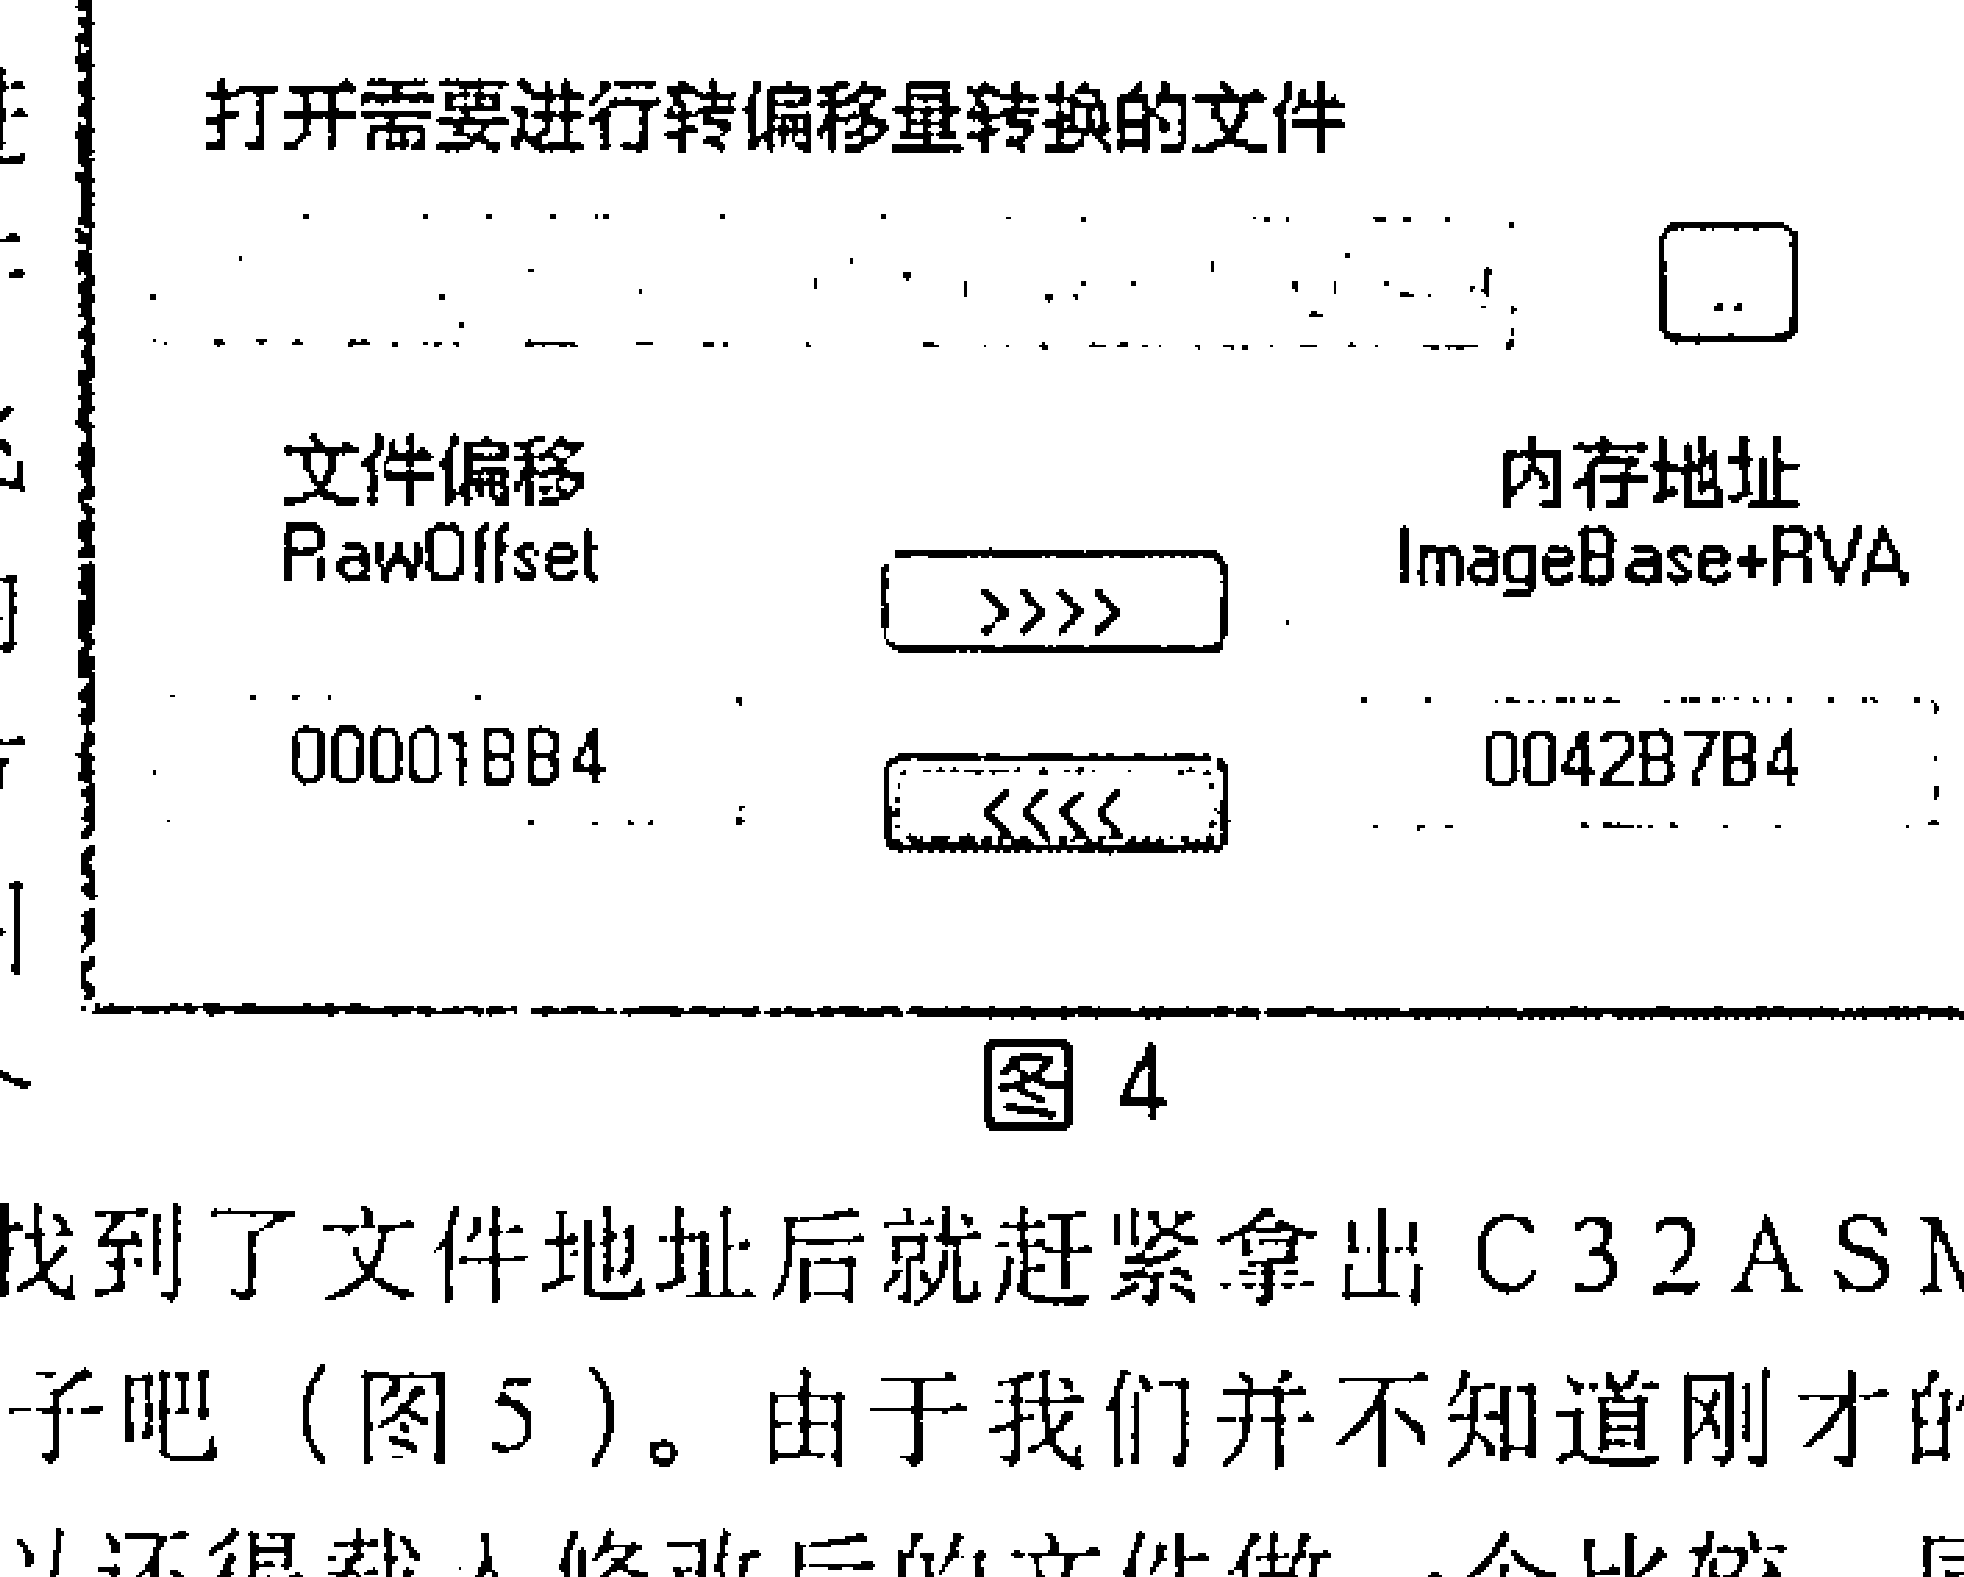 打开需要进行转偏移量转换的文件
..
文件偏移
RawOffset
内存地址
ImageBase+RVA
>>>>
00001BB4
0042B7B4
<<<<
图 4
找到了文件地址后就赶紧拿出C32ASM
子吧（图5）。由于我们并不知道刚才的